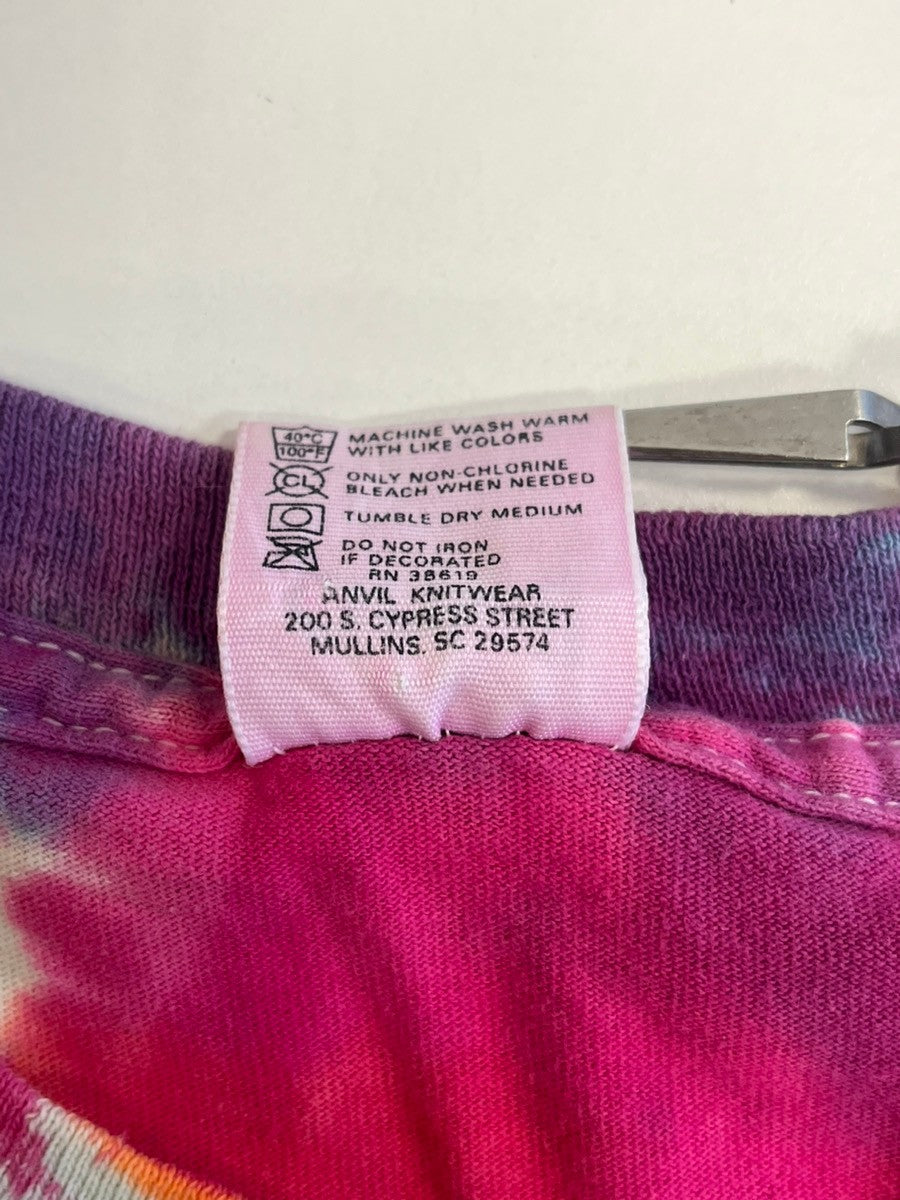 40°C
100°F
MACHINE WASH WARM
WITH LIKE COLORS
CL
ONLY NON-CHLORINE
BLEACH WHEN NEEDED
TUMBLE DRY MEDIUM
DO NOT IRON
IF DECORATED
RN 38619
ANVIL KNITWEAR
200 S. CYPRESS STREET
MULLINS, SC 29574